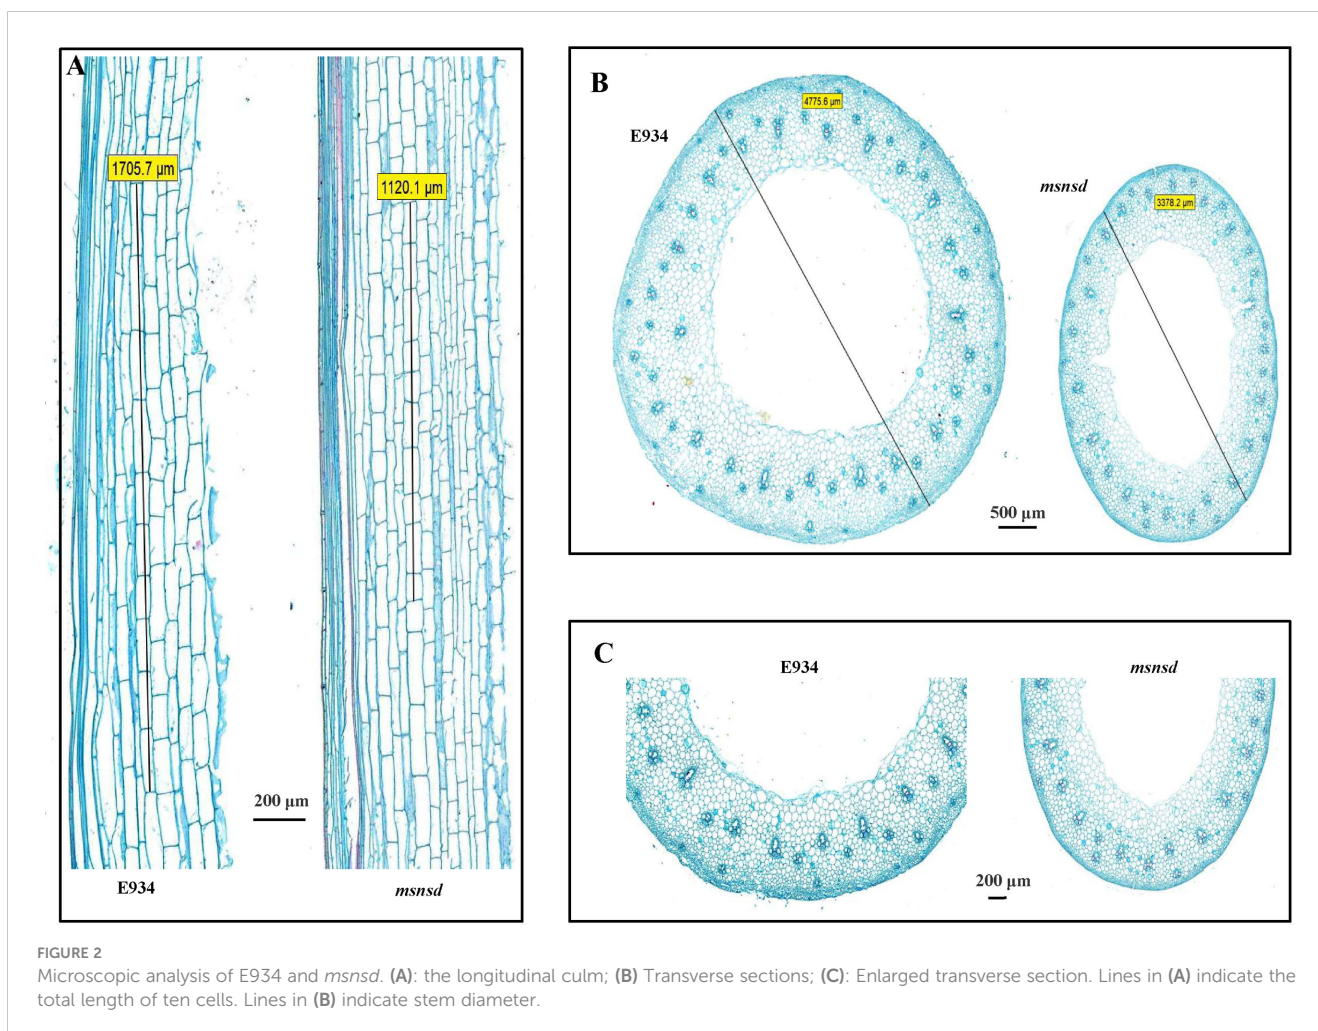 A
1705.7 µm
1120.1 µm
200 µm
E934
msnsd
B
4775.6 µm
E934
msnsd
3378.2 µm
500 µm
C
E934
msnsd
200 µm
FIGURE 2
Microscopic analysis of E934 and msnsd. (A): the longitudinal culm; (B) Transverse sections; (C): Enlarged transverse section. Lines in (A) indicate the
total length of ten cells. Lines in (B) indicate stem diameter.